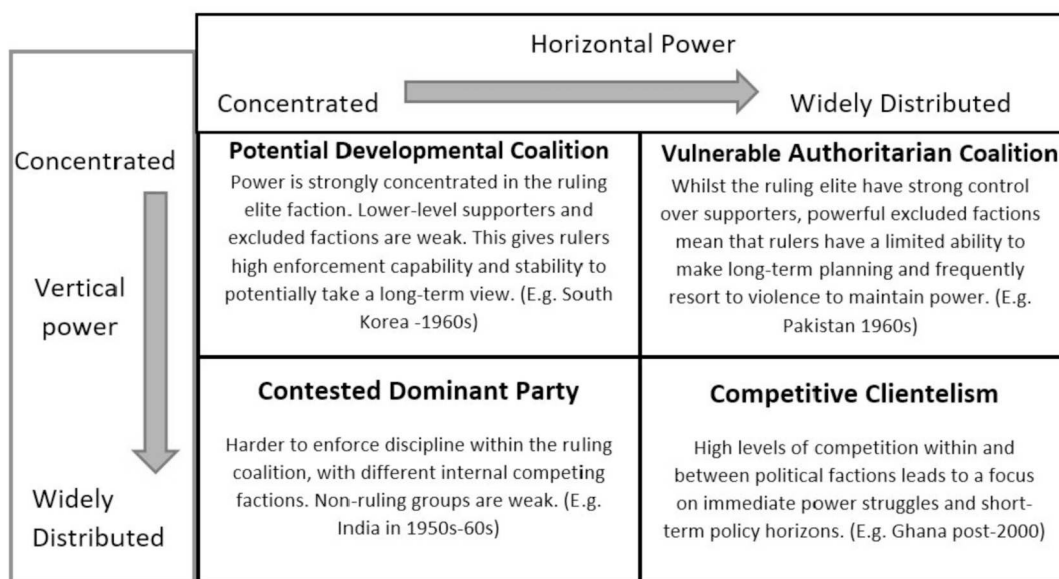 Horizontal Power
Concentrated
Widely Distributed
Concentrated
Vertical
power
Widely
Distributed
Potential Developmental Coalition
Power is strongly concentrated in the ruling
elite faction. Lower-level supporters and
excluded factions are weak. This gives rulers
high enforcement capability and stability to
potentially take a long-term view. (E.g. South
Korea -1960s)
Vulnerable Authoritarian Coalition
Whilst the ruling elite have strong control
over supporters, powerful excluded factions
mean that rulers have a limited ability to
make long-term planning and frequently
resort to violence to maintain power. (E.g.
Pakistan 1960s)
Contested Dominant Party
Harder to enforce discipline within the ruling
coalition, with different internal competing
factions. Non-ruling groups are weak. (E.g.
India in 1950s-60s)
Competitive Clientelism
High levels of competition within and
between political factions leads to a focus
on immediate power struggles and short-
term policy horizons. (E.g. Ghana post-2000)